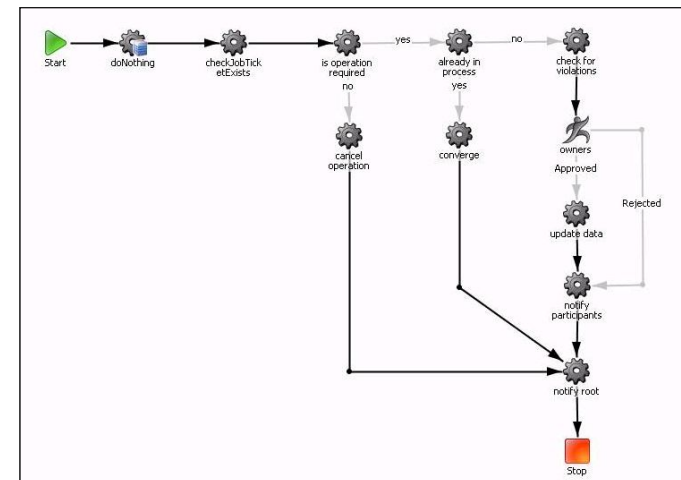 yes
no
Start
doNothing
checkJobTick
etExists
is operation
required
already in
process
check for
violations
no
yes
cancel
operation
converge
owners
Approved
Rejected
update data
notify
participants
notify root
Stop